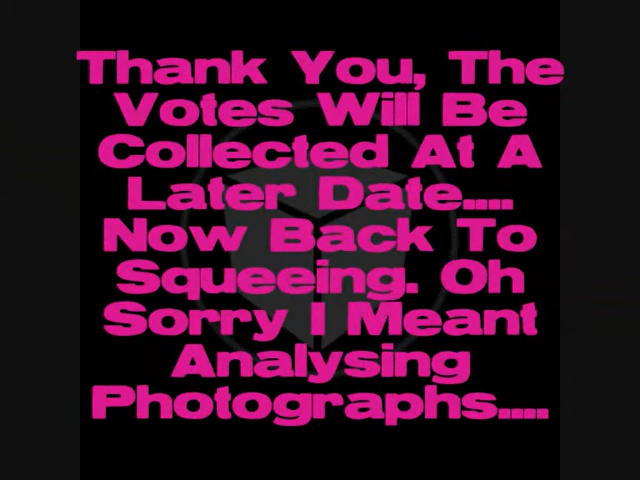 Thank You, The
Votes Will Be
Collected At A
Later Date....
Now Back To
Squeeing. Oh
Sorry I Meant
Analysing
Photographs....